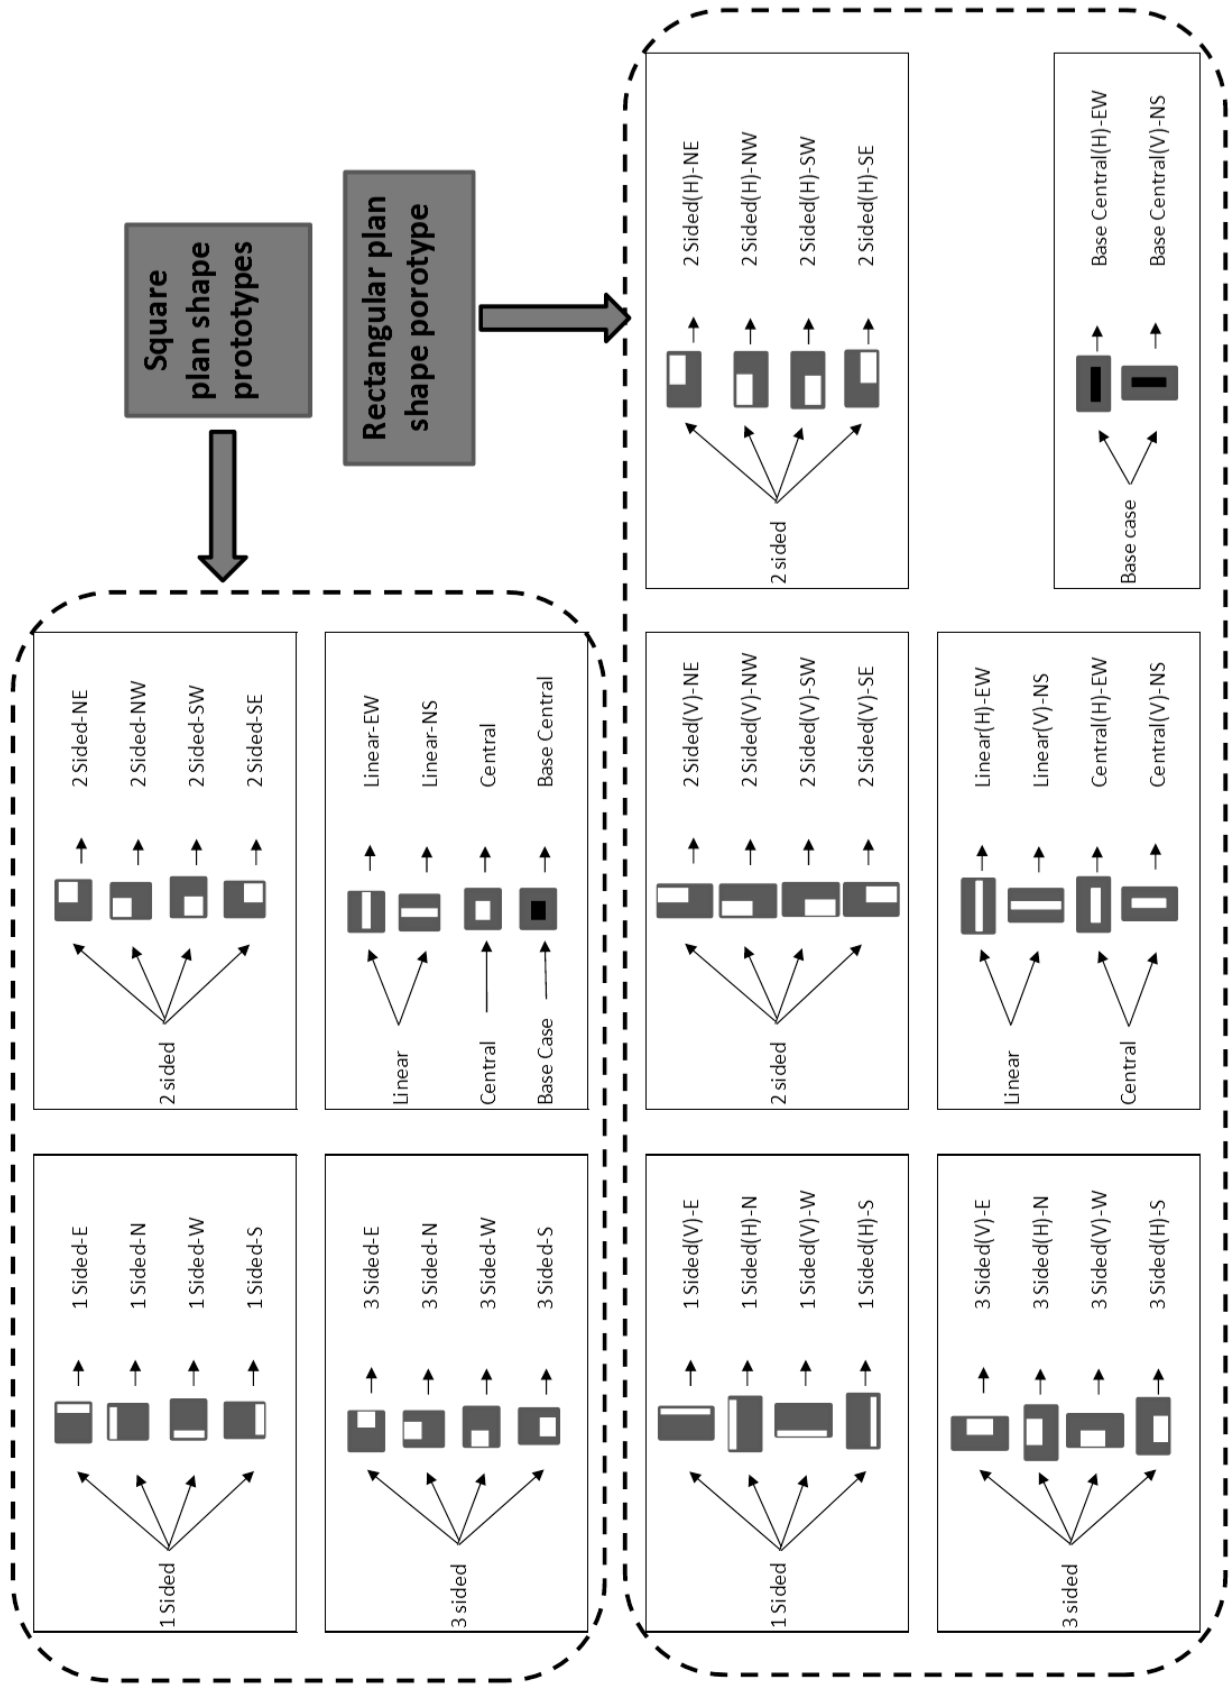 Square
plan shape
prototypes
Rectangular plan
shape porotype
1 Sided
1 Sided-E
1 Sided-N
1 Sided-W
1 Sided-S
2 sided
2 Sided-NE
2 Sided-NW
2 Sided-SW
2 Sided-SE
3 sided
3 Sided-E
3 Sided-N
3 Sided-W
3 Sided-S
Linear
Linear-EW
Linear-NS
Central
Central
Base Case
Base Central
1 Sided
1 Sided(V)-E
1 Sided(H)-N
1 Sided(V)-W
1 Sided(H)-S
2 sided
2 Sided(V)-NE
2 Sided(V)-NW
2 Sided(V)-SW
2 Sided(V)-SE
2 sided
2 Sided(H)-NE
2 Sided(H)-NW
2 Sided(H)-SW
2 Sided(H)-SE
3 sided
3 Sided(V)-E
3 Sided(H)-N
3 Sided(V)-W
3 Sided(H)-S
Linear
Linear(H)-EW
Linear(V)-NS
Central
Central(H)-EW
Central(V)-NS
Base case
Base Central(H)-EW
Base Central(V)-NS